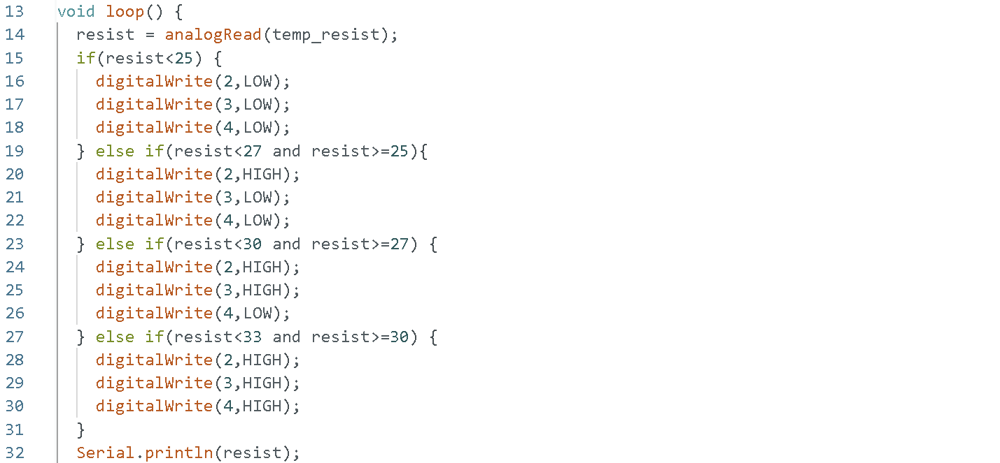 13 void loop() {
14 resist = analogRead(temp_resist);
15 if(resist<25) {
16 digitalWrite(2,LOW);
17 digitalWrite(3,LOW);
18 digitalWrite(4,LOW);
19 } else if(resist<27 and resist>=25){
20 digitalWrite(2,HIGH);
21 digitalWrite(3,LOW);
22 digitalWrite(4,LOW);
23 } else if(resist<30 and resist>=27) {
24 digitalWrite(2,HIGH);
25 digitalWrite(3,HIGH);
26 digitalWrite(4,LOW);
27 } else if(resist<33 and resist>=30) {
28 digitalWrite(2,HIGH);
29 digitalWrite(3,HIGH);
30 digitalWrite(4,HIGH);
31 }
32 Serial.println(resist);